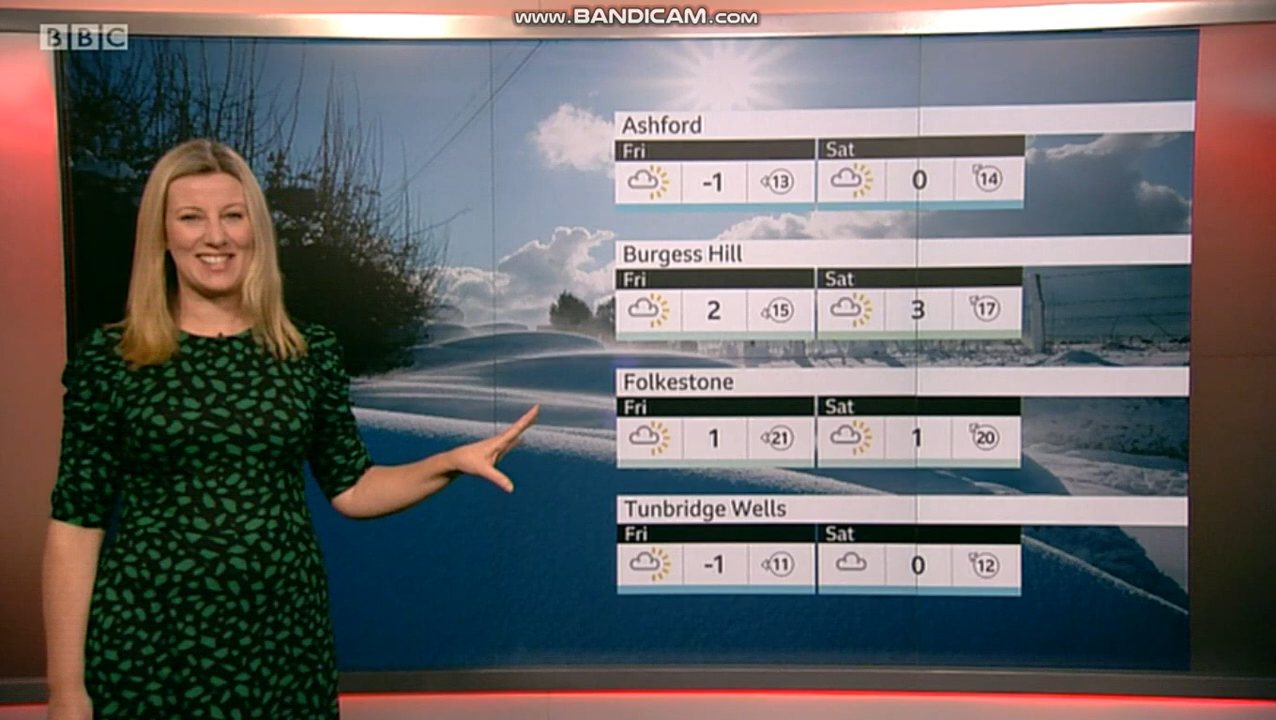 www.BANDICAM.com
BBC
Ashford
Fri Sat
-1 13 0 14
Burgess Hill
Fri Sat
2 15 3 17
Folkestone
Fri Sat
1 21 1 20
Tunbridge Wells
Fri Sat
-1 11 0 12